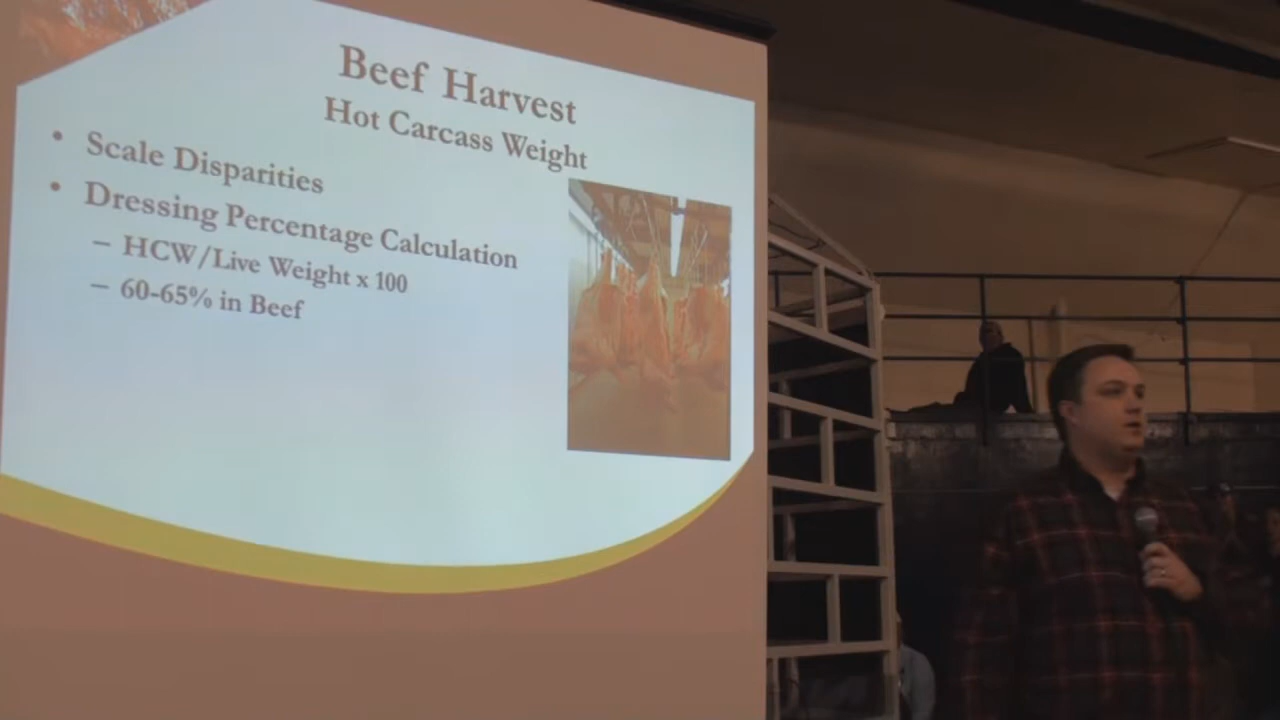 Beef Harvest
Hot Carcass Weight
• Scale Disparities
• Dressing Percentage Calculation
– HCW/Live Weight x 100
– 60-65% in Beef